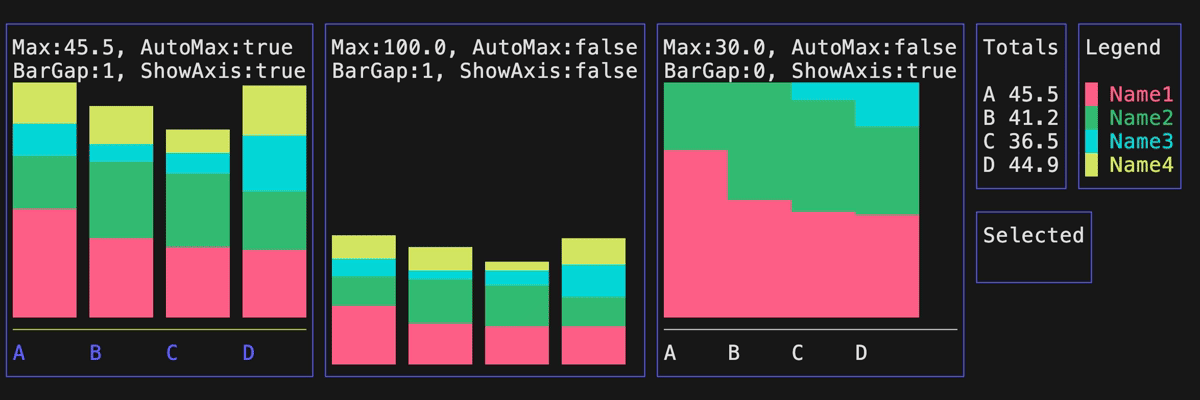 Max:45.5, AutoMax:true
BarGap:1, ShowAxis:true
A B C D
Max:100.0, AutoMax:false
BarGap:1, ShowAxis:false
Max:30.0, AutoMax:false
BarGap:0, ShowAxis:true
A B C D
Totals
A 45.5
B 41.2
C 36.5
D 44.9
Legend
Name1
Name2
Name3
Name4
Selected